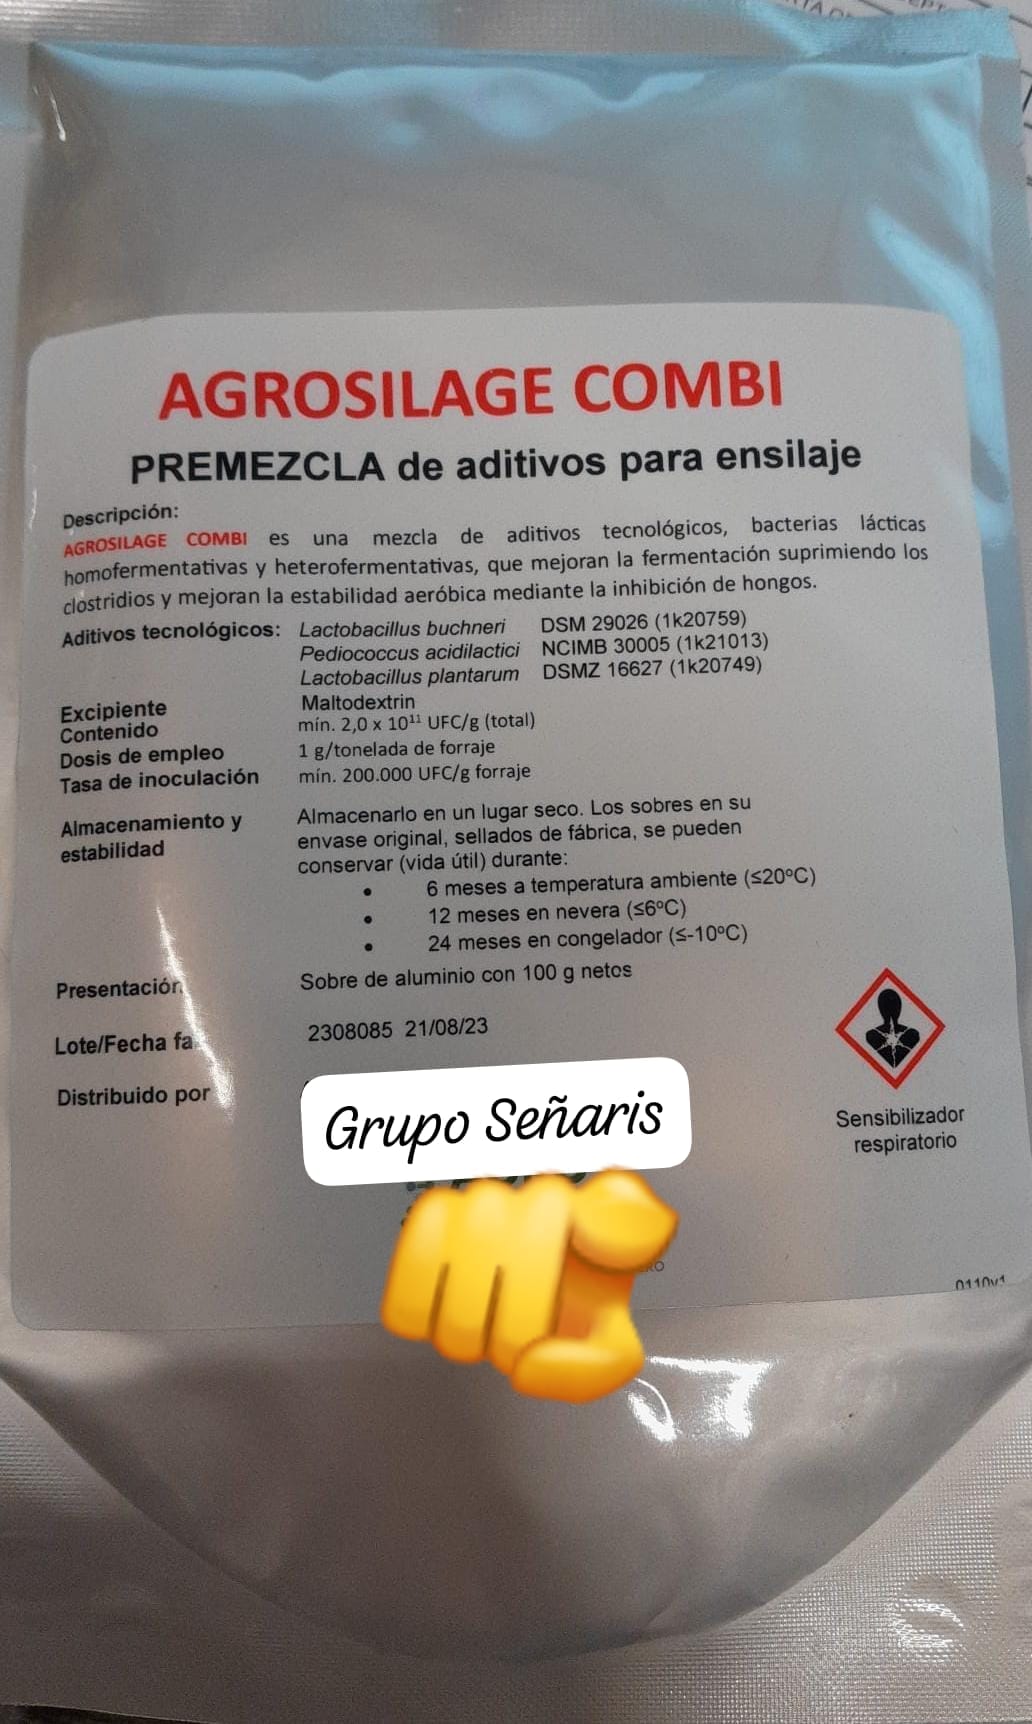 AGROSILAGE COMBI
PREMEZCLA de aditivos para ensilaje
Descripción:
AGROSILAGE COMBI es una mezcla de aditivos tecnológicos, bacterias lácticas
homofermentativas y heterofermentativas, que mejoran la fermentación suprimiendo los
clostridios y mejoran la estabilidad aeróbica mediante la inhibición de hongos.
Aditivos tecnológicos: Lactobacillus buchneri DSM 29026 (1k20759)
Pediococcus acidilactici NCIMB 30005 (1k21013)
Lactobacillus plantarum DSMZ 16627 (1k20749)
Excipiente Maltodextrin
Contenido mín. 2,0 x 10¹¹ UFC/g (total)
Dosis de empleo 1 g/tonelada de forraje
Tasa de inoculación mín. 200.000 UFC/g forraje
Almacenamiento y estabilidad Almacenarlo en un lugar seco. Los sobres en su
envase original, sellados de fábrica, se pueden
conservar (vida útil) durante:
• 6 meses a temperatura ambiente (≤20ºC)
• 12 meses en nevera (≤6ºC)
• 24 meses en congelador (≤-10ºC)
Presentación Sobre de aluminio con 100 g netos
Lote/Fecha fa 2308085 21/08/23
Distribuido por
Grupo Señaris
Sensibilizador
respiratorio
0110v1